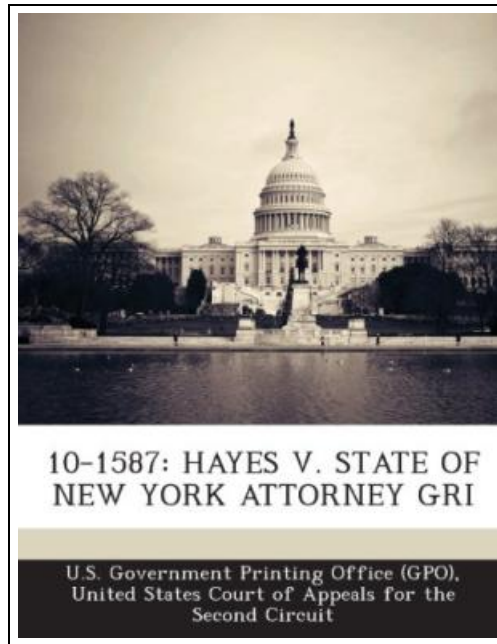 10-1587: HAYES V. STATE OF
NEW YORK ATTORNEY GRI
U.S. Government Printing Office (GPO),
United States Court of Appeals for the
Second Circuit